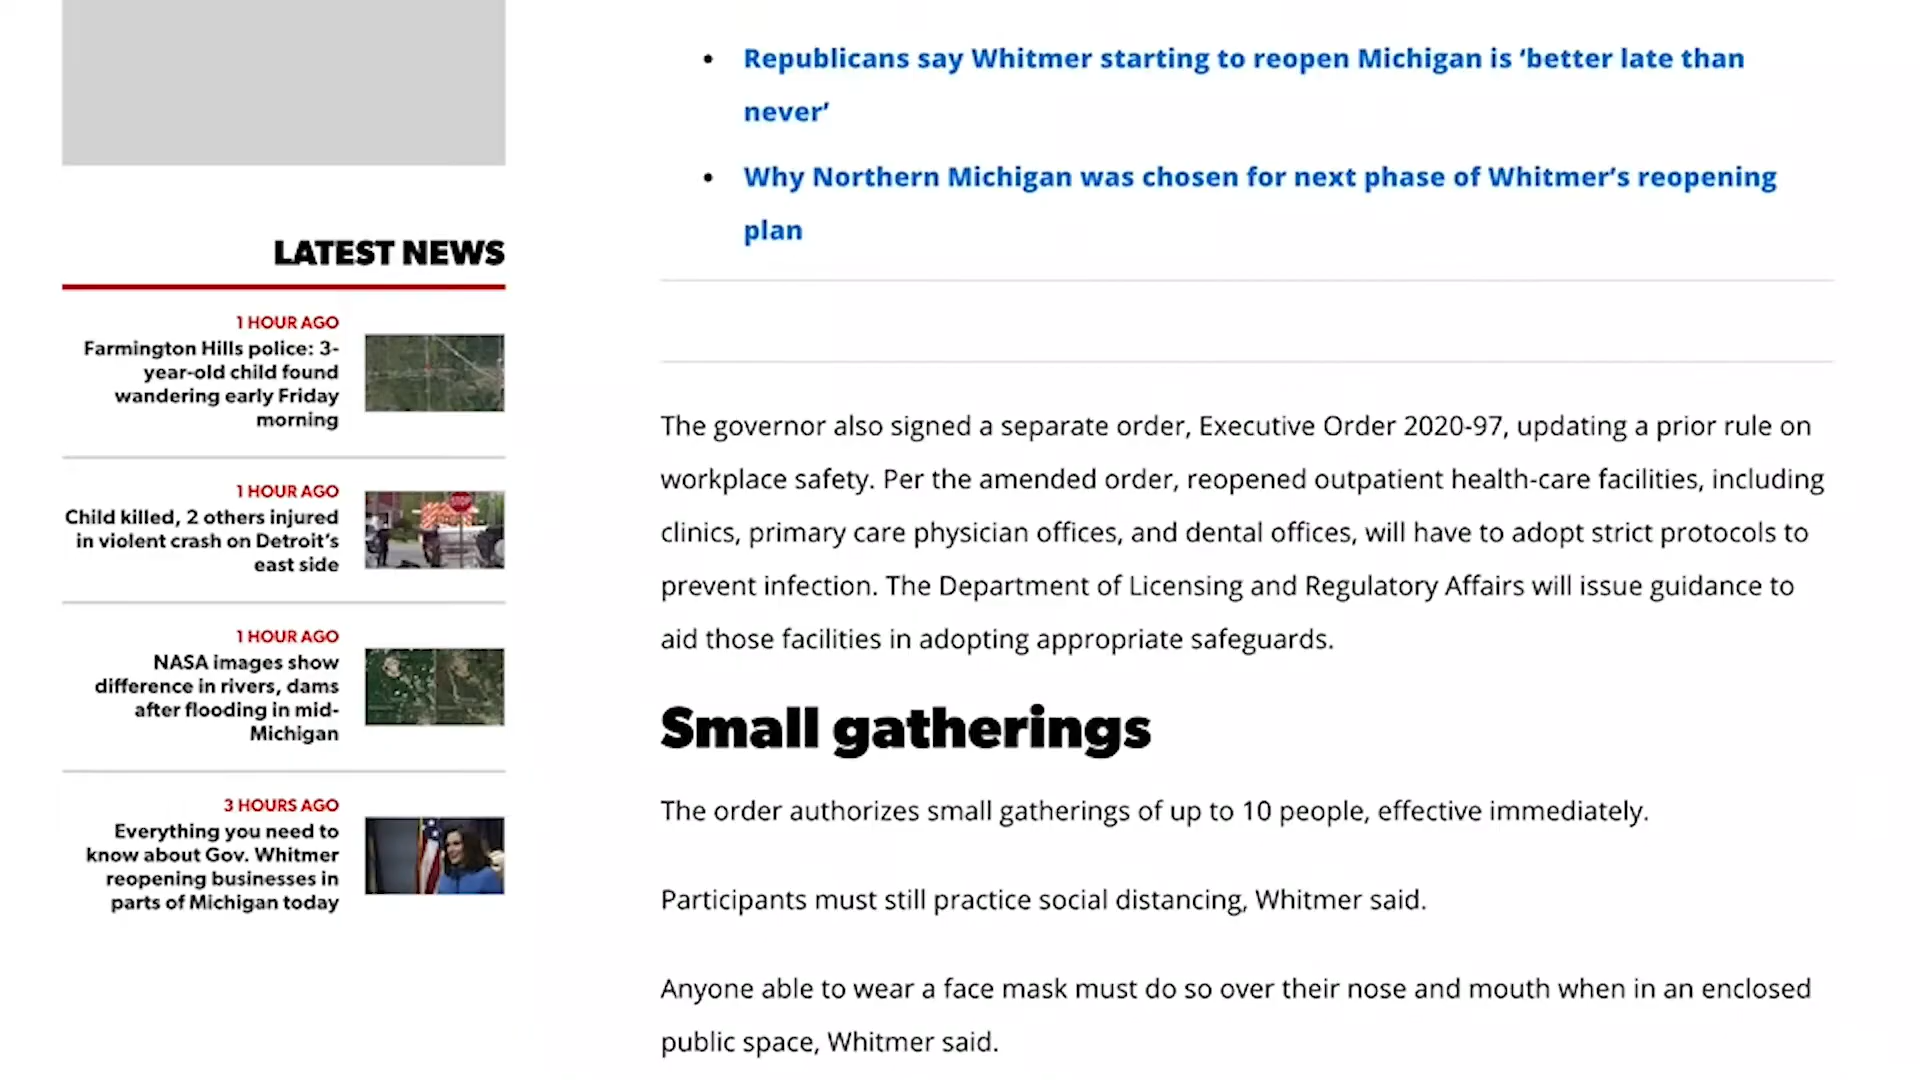 • Republicans say Whitmer starting to reopen Michigan is ‘better late than
never’
• Why Northern Michigan was chosen for next phase of Whitmer’s reopening
plan
LATEST NEWS
1 HOUR AGO
Farmington Hills police: 3-
year-old child found
wandering early Friday
morning
1 HOUR AGO
Child killed, 2 others injured
in violent crash on Detroit’s
east side
STOP
1 HOUR AGO
NASA images show
difference in rivers, dams
after flooding in mid-
Michigan
3 HOURS AGO
Everything you need to
know about Gov. Whitmer
reopening businesses in
parts of Michigan today
The governor also signed a separate order, Executive Order 2020-97, updating a prior rule on
workplace safety. Per the amended order, reopened outpatient health-care facilities, including
clinics, primary care physician offices, and dental offices, will have to adopt strict protocols to
prevent infection. The Department of Licensing and Regulatory Affairs will issue guidance to
aid those facilities in adopting appropriate safeguards.
Small gatherings
The order authorizes small gatherings of up to 10 people, effective immediately.
Participants must still practice social distancing, Whitmer said.
Anyone able to wear a face mask must do so over their nose and mouth when in an enclosed
public space, Whitmer said.